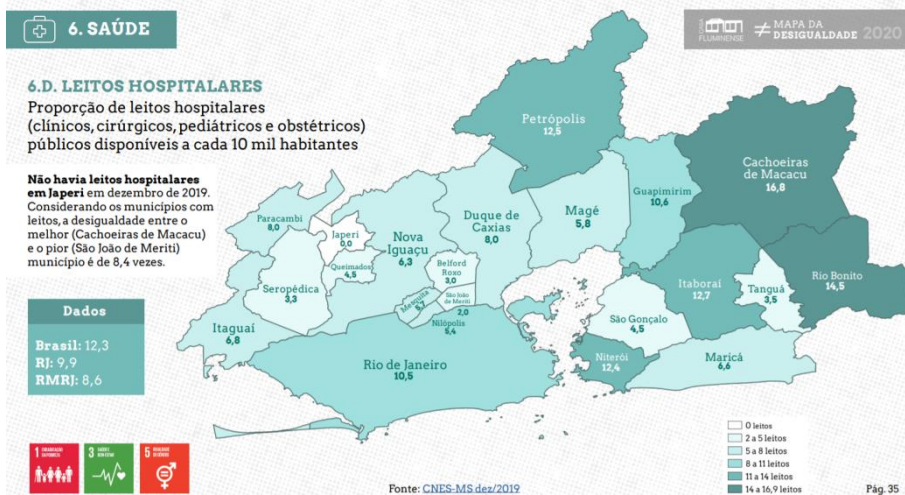 6. SAÚDE
CASA FLUMINENSE
≠ MAPA DA
DESIGUALDADE 2020
6.D. LEITOS HOSPITALARES
Proporção de leitos hospitalares
(clínicos, cirúrgicos, pediátricos e obstétricos)
públicos disponíveis a cada 10 mil habitantes
Não havia leitos hospitalares
em Japeri em dezembro de 2019.
Considerando os municípios com
leitos, a desigualdade entre o
melhor (Cachoeiras de Macacu)
e o pior (São João de Meriti)
município é de 8,4 vezes.
Dados
Brasil: 12,3
RJ: 9,9
RMRJ: 8,6
Petrópolis
12,5
Cachoeiras
de Macacu
16,8
Guapimirim
10,6
Magé
5,8
Duque de
Caxias
8,0
Paracambi
8,0
Japeri
0,0
Nova
Iguaçu
6,3
Queimados
4,5
Belford
Roxo
3,0
Seropédica
3,3
Mesquita
5,7
São João
de Meriti
2,0
Nilópolis
5,4
Itaguaí
6,8
Rio de Janeiro
10,5
Itaboraí
12,7
Tanguá
3,5
Rio Bonito
14,5
São Gonçalo
4,5
Niterói
12,4
Maricá
6,6
0 leitos
2 a 5 leitos
5 a 8 leitos
8 a 11 leitos
11 a 14 leitos
14 a 16,9 leitos
1
3
5
Fonte: CNES-MS dez/2019
Pág. 35